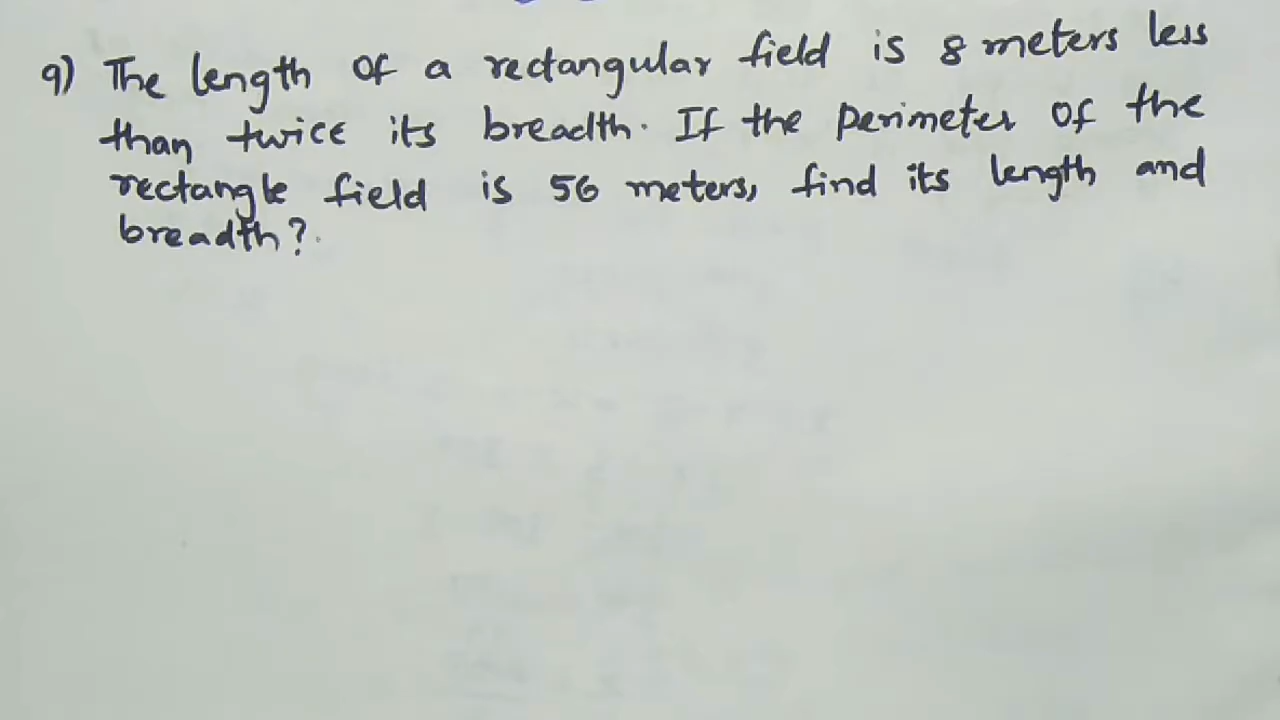 9) The length of a rectangular field is 8 meters less
than twice its breadth. If the perimeter of the
rectangle field is 56 meters, find its length and
breadth?